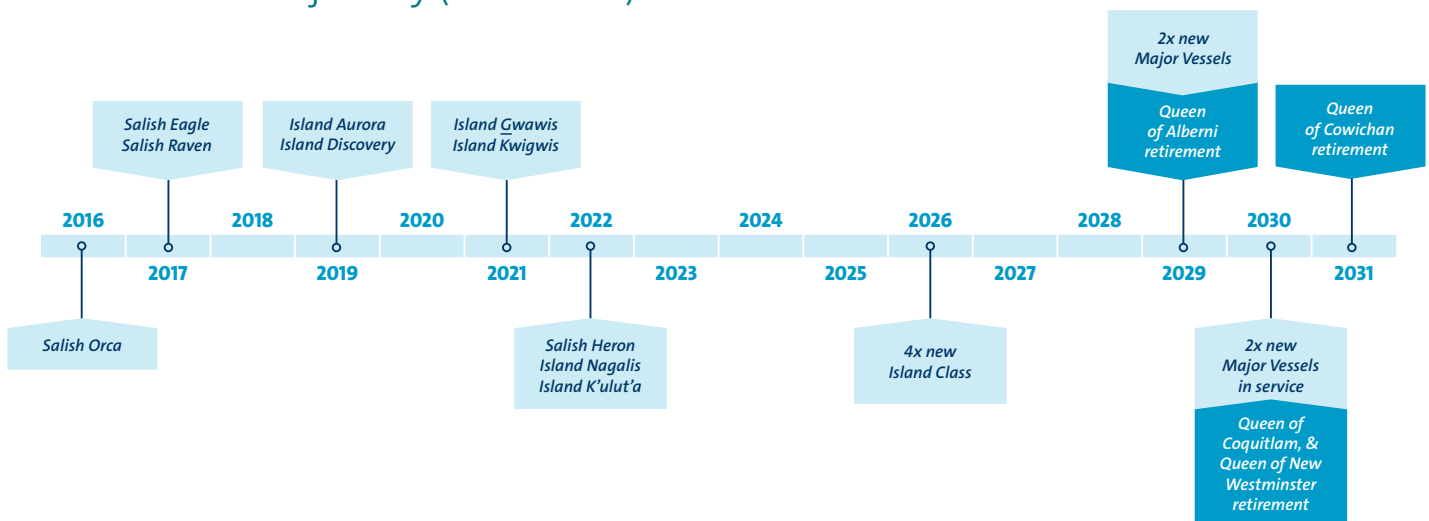 2x new
Major Vessels
Queen
of Alberni
retirement
Queen
of Cowichan
retirement
Salish Eagle
Salish Raven
Island Aurora
Island Discovery
Island G̲wawis
Island Kwigwis
2016
2018
2020
2022
2024
2026
2028
2030
2017
2019
2021
2023
2025
2027
2029
2031
Salish Orca
Salish Heron
Island Nagalis
Island K'ulut'a
4x new
Island Class
2x new
Major Vessels
in service
Queen of
Coquitlam, &
Queen of New
Westminster
retirement